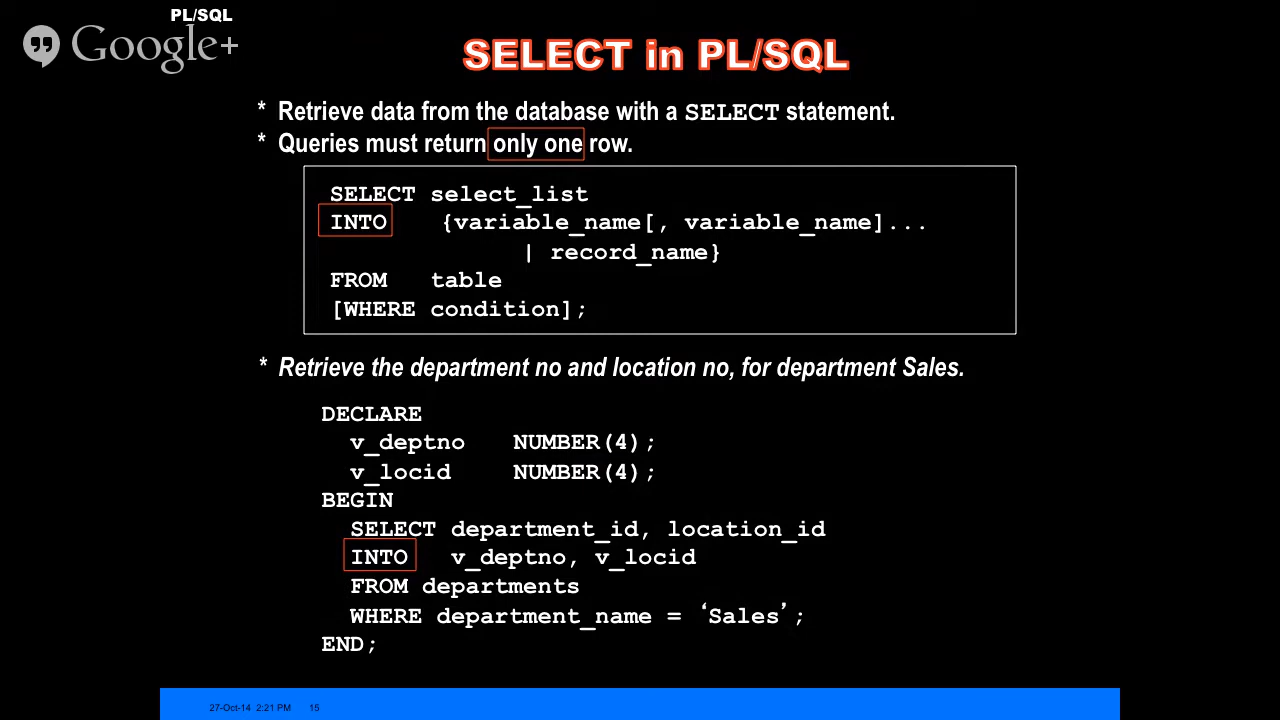 PL/SQL
Google+
SELECT in PL/SQL
* Retrieve data from the database with a SELECT statement.
* Queries must return only one row.
SELECT select_list
INTO {variable_name[, variable_name]...
| record_name}
FROM table
[WHERE condition];
* Retrieve the department no and location no, for department Sales.
DECLARE
v_deptno NUMBER(4);
v_locid NUMBER(4);
BEGIN
SELECT department_id, location_id
INTO v_deptno, v_locid
FROM departments
WHERE department_name = ‘Sales’;
END;
27-Oct-14 2:21 PM 15